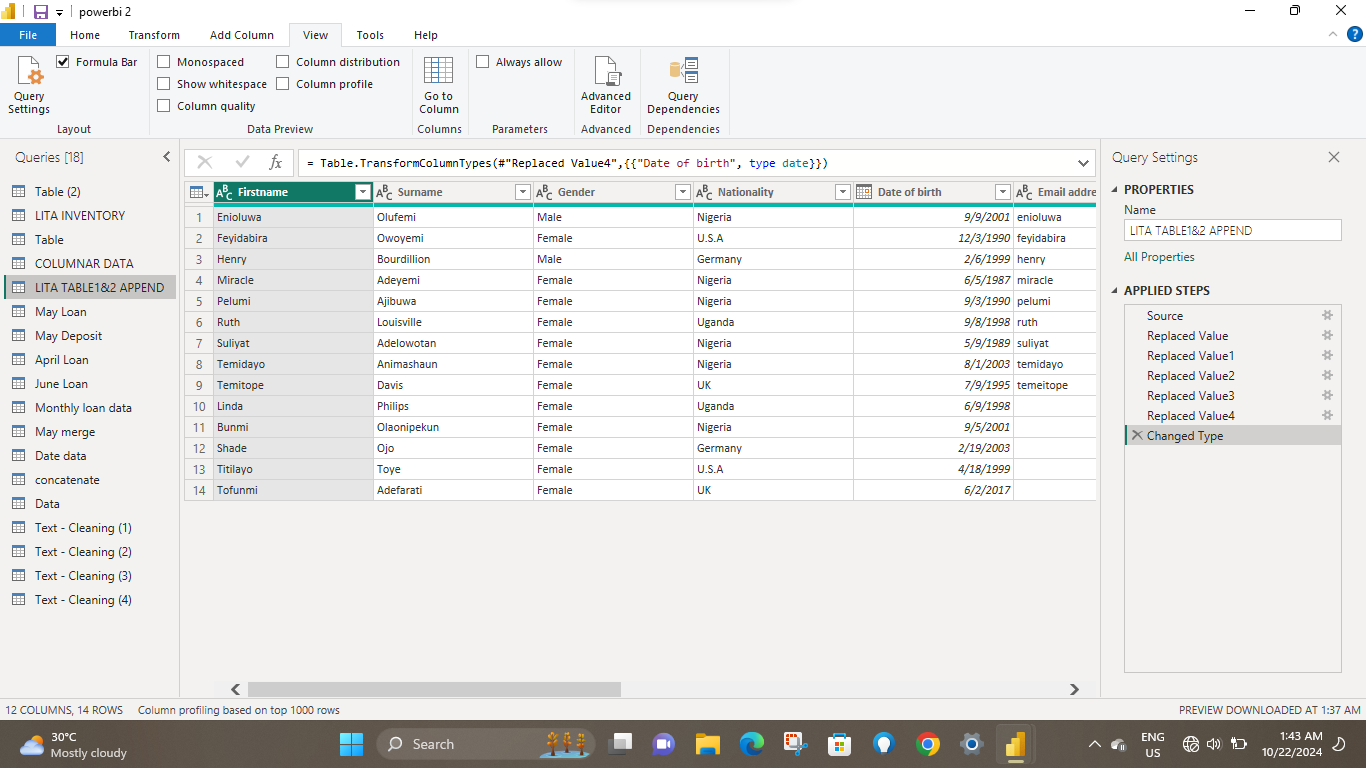 powerbi 2
File Home Transform Add Column View Tools Help ?
Query Settings
Formula Bar
Layout
Monospaced
Show whitespace
Column quality
Column distribution
Column profile
Data Preview
Go to Column
Columns
Always allow
Parameters
Advanced Editor
Advanced
Query Dependencies
Dependencies
Queries [18]
Table (2)
LITA INVENTORY
Table
COLUMNAR DATA
LITA TABLE1&2 APPEND
May Loan
May Deposit
April Loan
June Loan
Monthly loan data
May merge
Date data
concatenate
Data
Text - Cleaning (1)
Text - Cleaning (2)
Text - Cleaning (3)
Text - Cleaning (4)
fx = Table.TransformColumnTypes(#"Replaced Value4",{{"Date of birth", type date}})
ABC Firstname ABC Surname ABC Gender ABC Nationality Date of birth ABC Email addre
1 Enioluwa Olufemi Male Nigeria 9/9/2001 enioluwa
2 Feyidabira Owoyemi Female U.S.A 12/3/1990 feyidabira
3 Henry Bourdillion Male Germany 2/6/1999 henry
4 Miracle Adeyemi Female Nigeria 6/5/1987 miracle
5 Pelumi Ajibuwa Female Nigeria 9/3/1990 pelumi
6 Ruth Louisville Female Uganda 9/8/1998 ruth
7 Suliyat Adelowotan Female Nigeria 5/9/1989 suliyat
8 Temidayo Animashaun Female Nigeria 8/1/2003 temidayo
9 Temitope Davis Female UK 7/9/1995 temeitope
10 Linda Philips Female Uganda 6/9/1998
11 Bunmi Olaonipekun Female Nigeria 9/5/2001
12 Shade Ojo Female Germany 2/19/2003
13 Titilayo Toye Female U.S.A 4/18/1999
14 Tofunmi Adefarati Female UK 6/2/2017
Query Settings
PROPERTIES
Name
LITA TABLE1&2 APPEND
All Properties
APPLIED STEPS
Source
Replaced Value
Replaced Value1
Replaced Value2
Replaced Value3
Replaced Value4
Changed Type
12 COLUMNS, 14 ROWS Column profiling based on top 1000 rows PREVIEW DOWNLOADED AT 1:37 AM
30°C
Mostly cloudy
Search
ENG
US
1:43 AM
10/22/2024